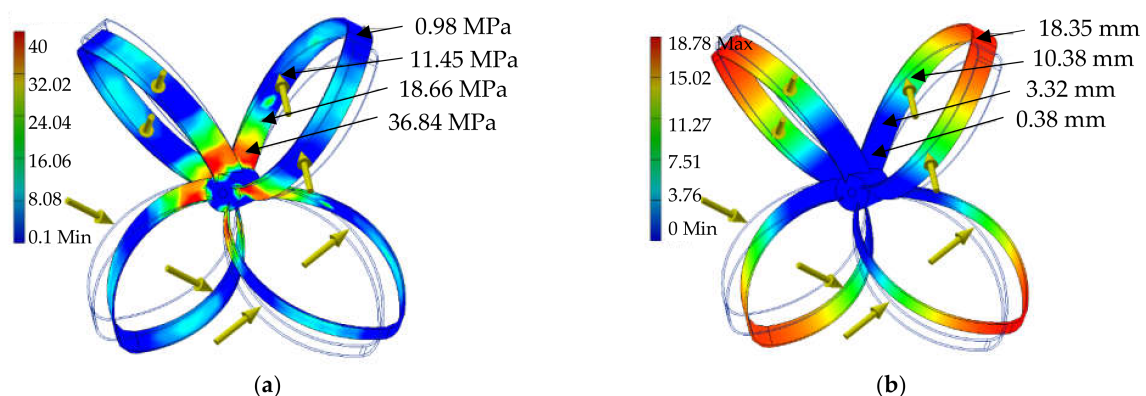 40
32.02
24.04
16.06
8.08
0.1 Min
0.98 MPa
11.45 MPa
18.66 MPa
36.84 MPa
(a)
18.78 Max
15.02
11.27
7.51
3.76
0 Min
18.35 mm
10.38 mm
3.32 mm
0.38 mm
(b)